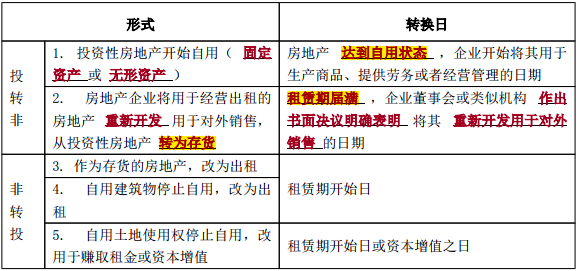 形式 转换日
投转非
1. 投资性房地产开始自用（ 固定
资产 或 无形资产 ）
房地产 达到自用状态 ，企业开始将其用于
生产商品、提供劳务或者经营管理的日期
2. 房地产企业将用于经营出租的
房地产 重新开发 用于对外销售，
从投资性房地产 转为存货
租赁期届满 ，企业董事会或类似机构 作出
书面决议明确表明 将其 重新开发用于对外
销售 的日期
非转投
3. 作为存货的房地产，改为出租
4. 自用建筑物停止自用，改为出
租
租赁期开始日
5. 自用土地使用权停止自用，改
用于赚取租金或资本增值
租赁期开始日或资本增值之日